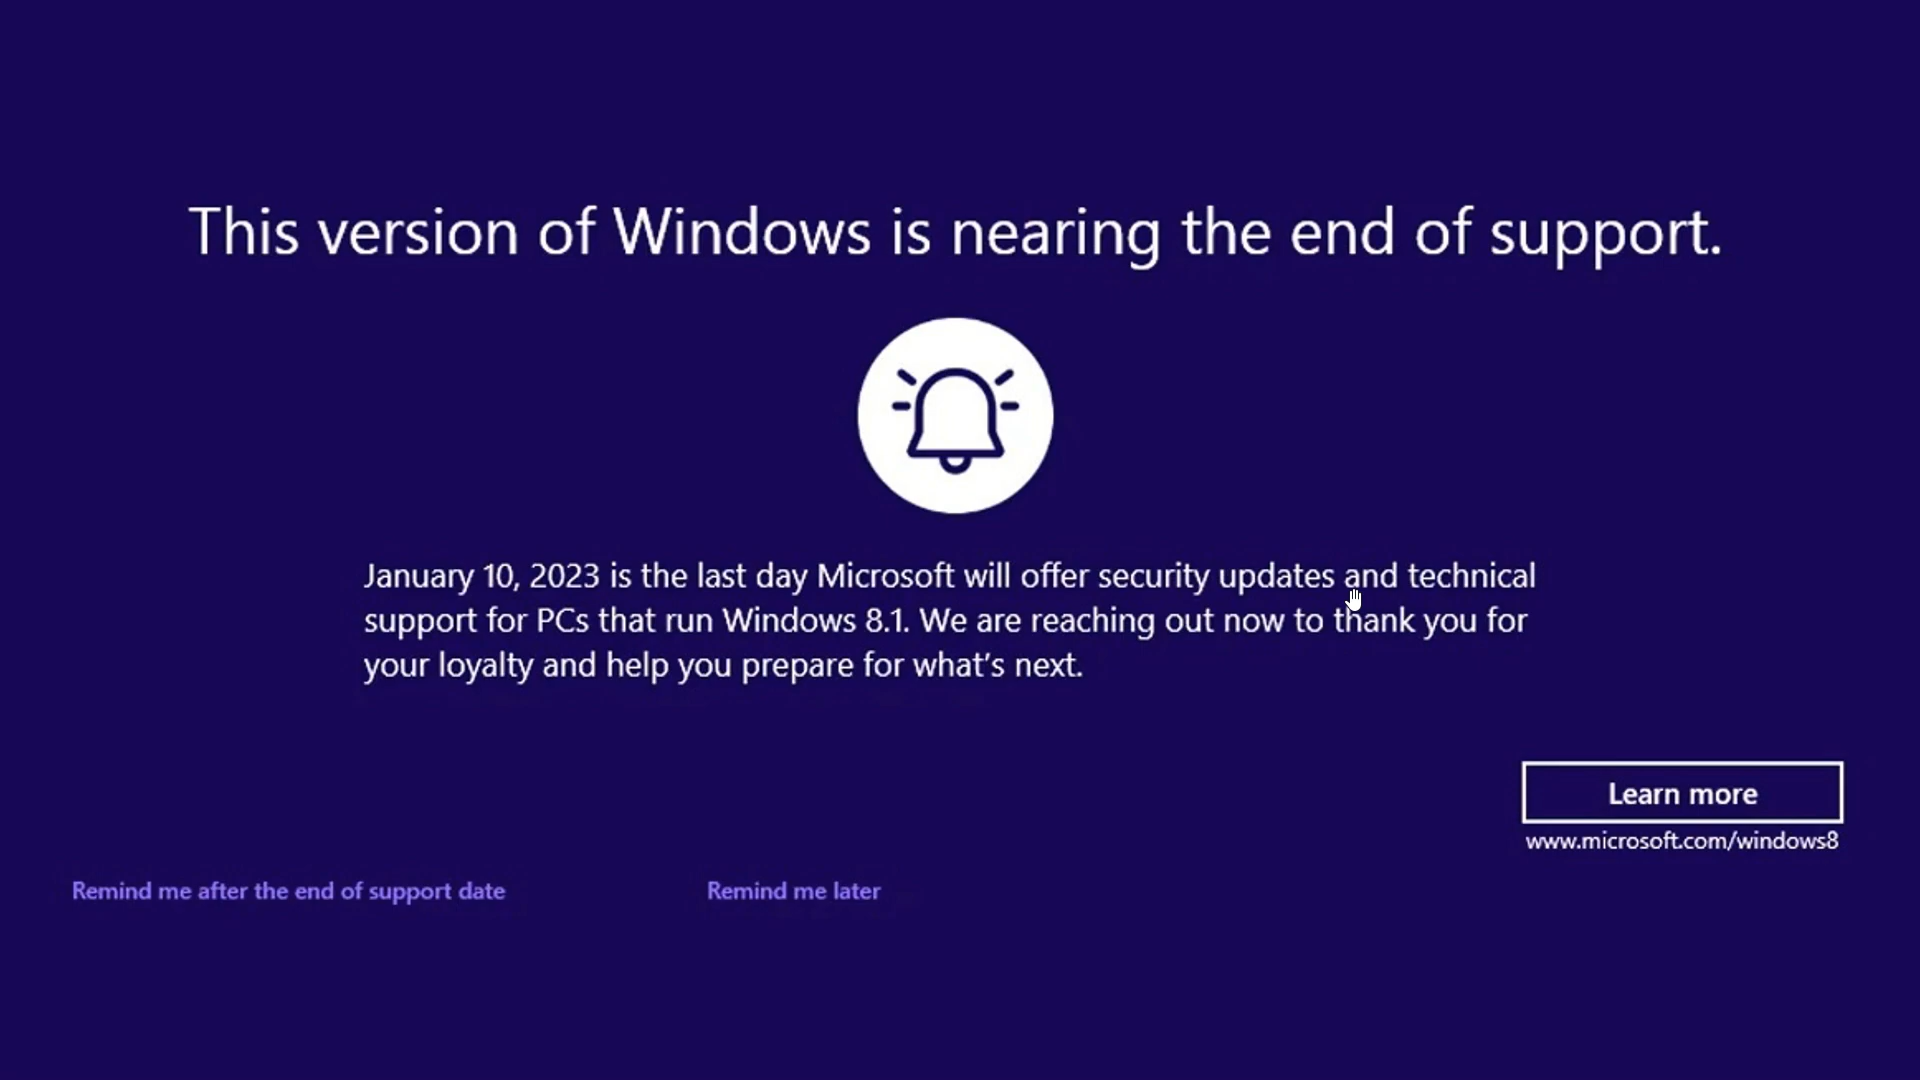 This version of Windows is nearing the end of support.
January 10, 2023 is the last day Microsoft will offer security updates and technical
support for PCs that run Windows 8.1. We are reaching out now to thank you for
your loyalty and help you prepare for what's next.
Learn more
www.microsoft.com/windows8
Remind me after the end of support date
Remind me later